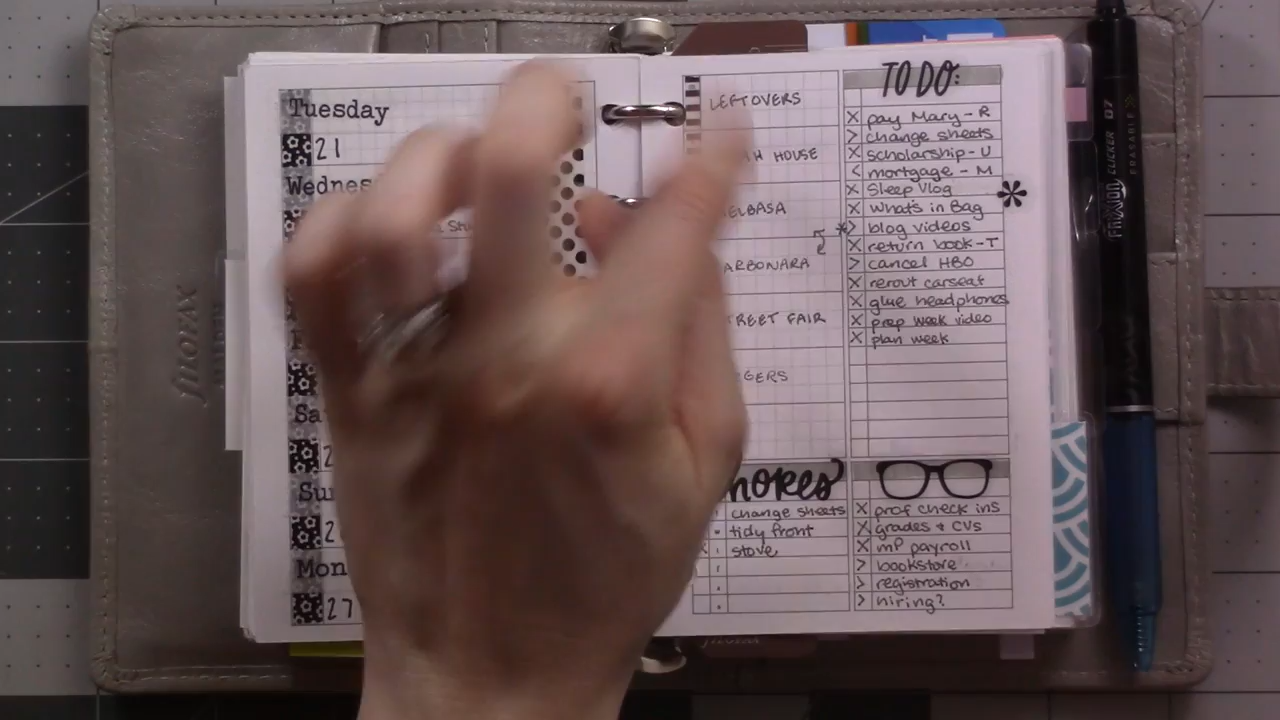 Tuesday
21
Wednes
Sa
Su
Mon
27
LEFTOVERS
HOUSE
ELBASA
ARBONARA
TREET FAIR
GERS
TO DO:
X pay Mary - R
> change sheets
X scholarship - U
< mortgage - M
X Sleep Vlog
X What's in Bag
*> blog videos
X return book - T
> cancel HBO
X rerout carseat
X glue headphones
X prep week video
X plan week
change sheets
tidy front
stove
X prof check ins
X grades & CVs
X mP payroll
> bookstore
> registration
> hiring?
filofax
FRIXION CLICKER 07
ERASABLE